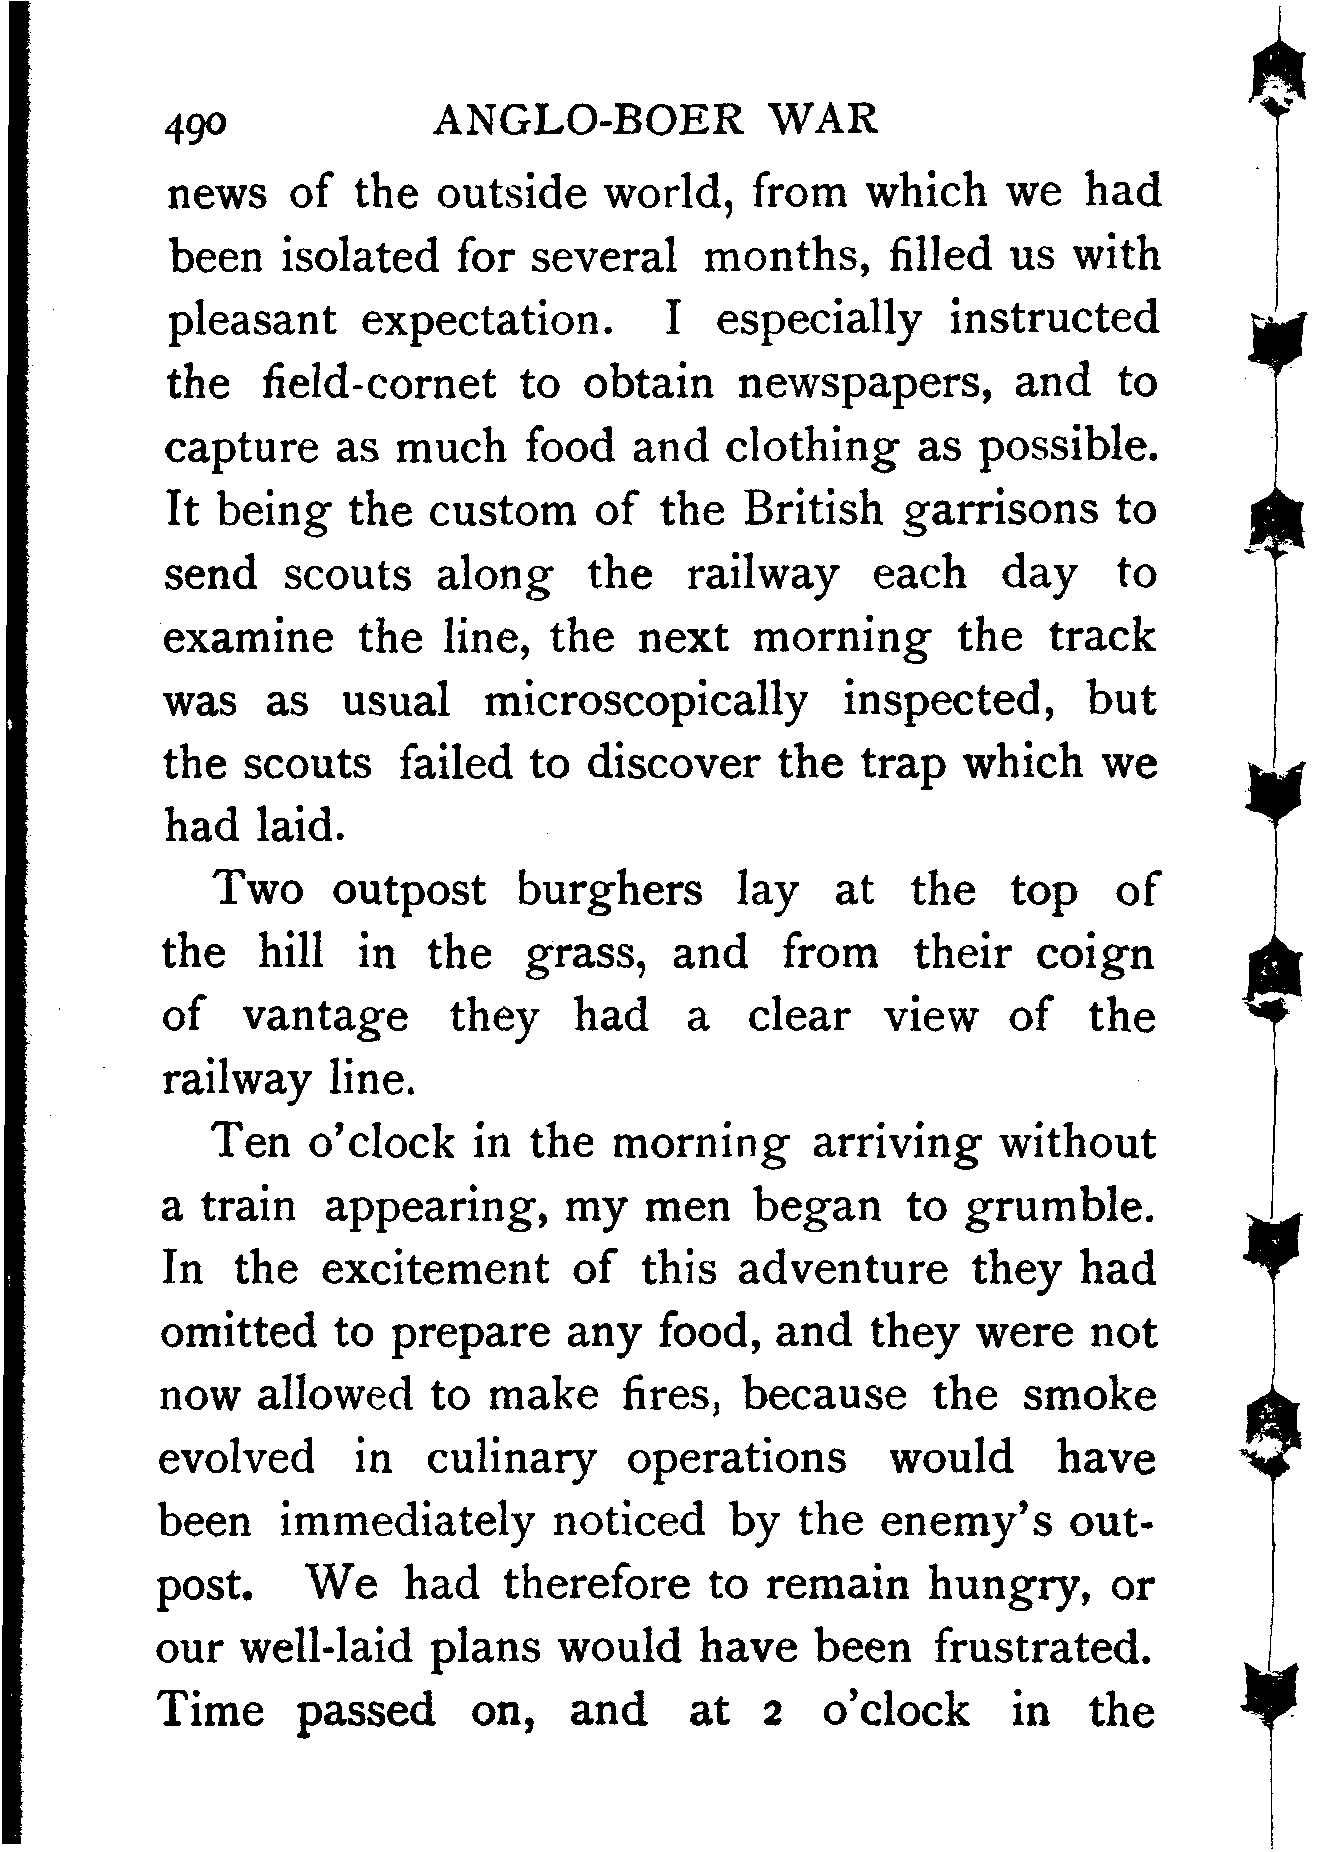 490 ANGLO-BOER WAR
news of the outside world, from which we had
been isolated for several months, filled us with
pleasant expectation. I especially instructed
the field-cornet to obtain newspapers, and to
capture as much food and clothing as possible.
It being the custom of the British garrisons to
send scouts along the railway each day to
examine the line, the next morning the track
was as usual microscopically inspected, but
the scouts failed to discover the trap which we
had laid.
Two outpost burghers lay at the top of
the hill in the grass, and from their coign
of vantage they had a clear view of the
railway line.
Ten o'clock in the morning arriving without
a train appearing, my men began to grumble.
In the excitement of this adventure they had
omitted to prepare any food, and they were not
now allowed to make fires, because the smoke
evolved in culinary operations would have
been immediately noticed by the enemy's out-
post. We had therefore to remain hungry, or
our well-laid plans would have been frustrated.
Time passed on, and at 2 o'clock in the